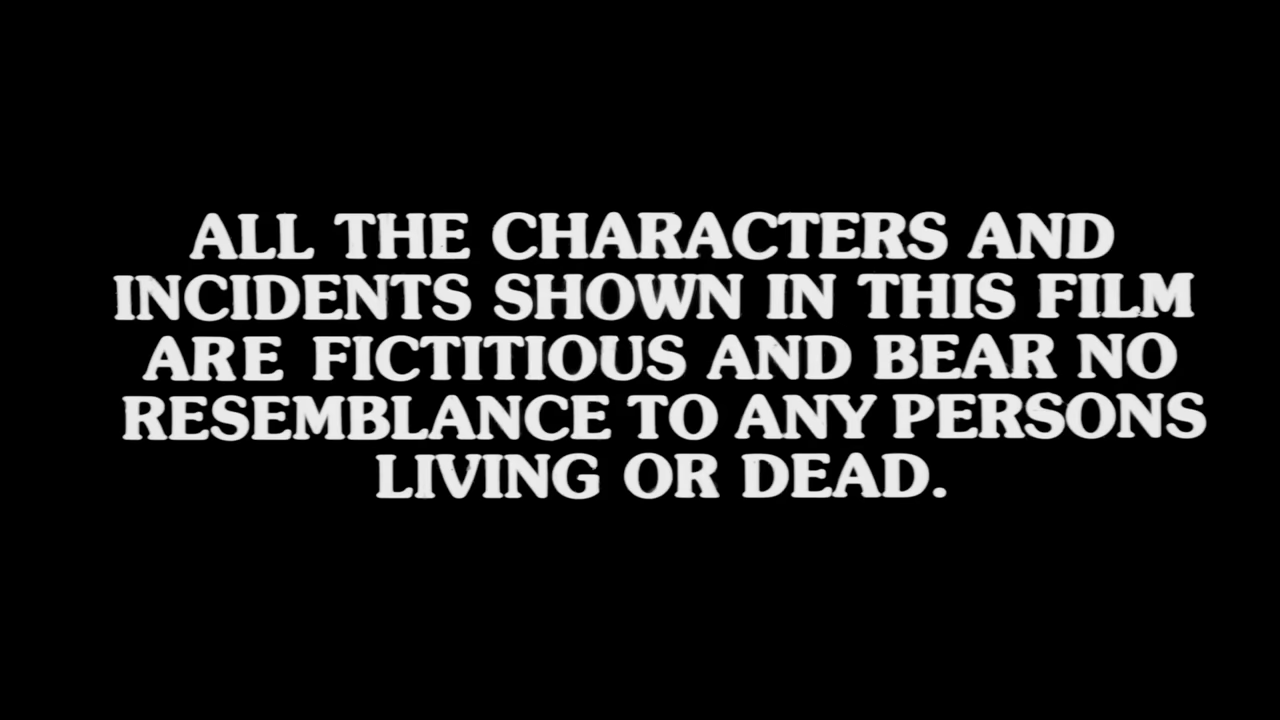 ALL THE CHARACTERS AND
INCIDENTS SHOWN IN THIS FILM
ARE FICTITIOUS AND BEAR NO
RESEMBLANCE TO ANY PERSONS
LIVING OR DEAD.